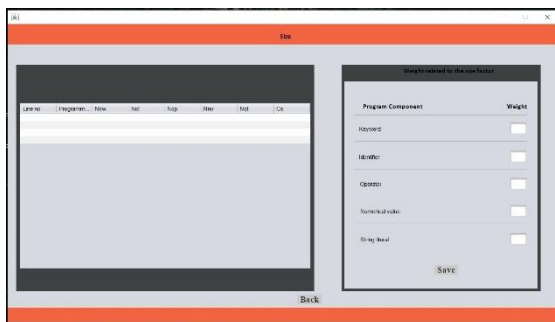 Size
Line no Programm... Nkw Nid Nop Nnv Nsl Cs
Weight related to the size factor
Program Component Weight
Keyword
Identifier
Operator
Numerical value
String literal
Save
Back